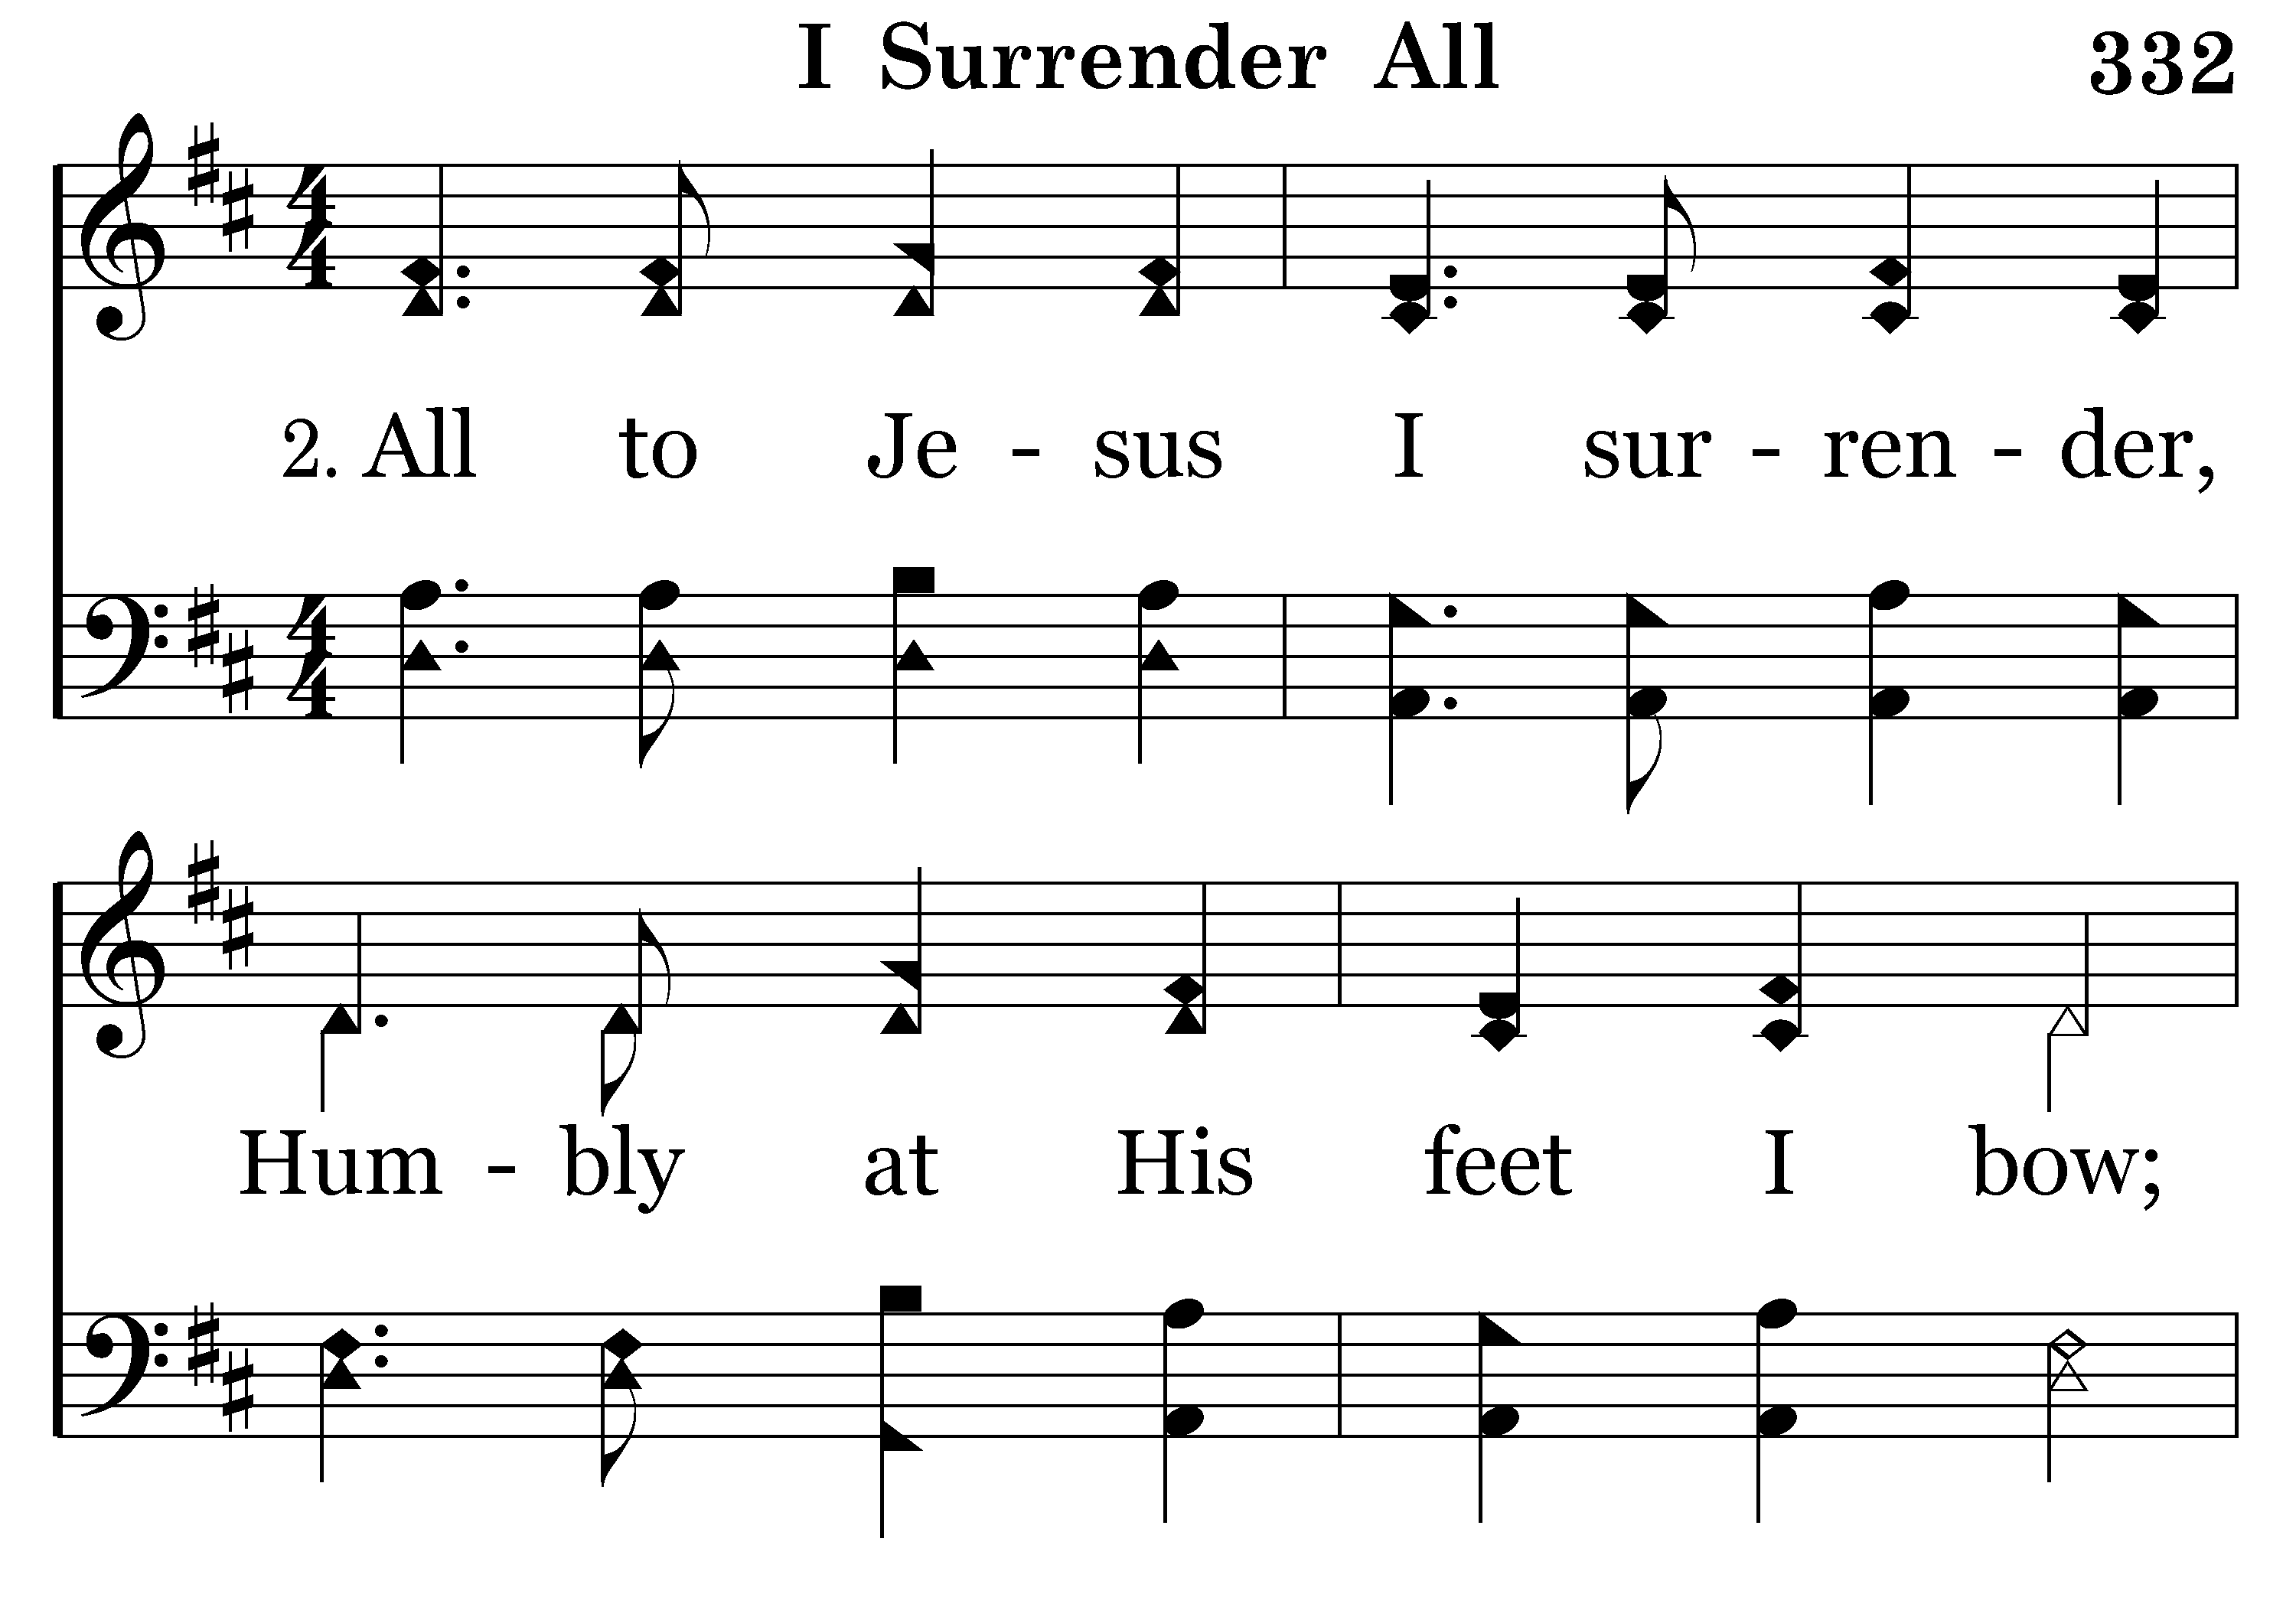 I Surrender All 332
2. All to Je - sus I sur - ren - der,
Hum - bly at His feet I bow;